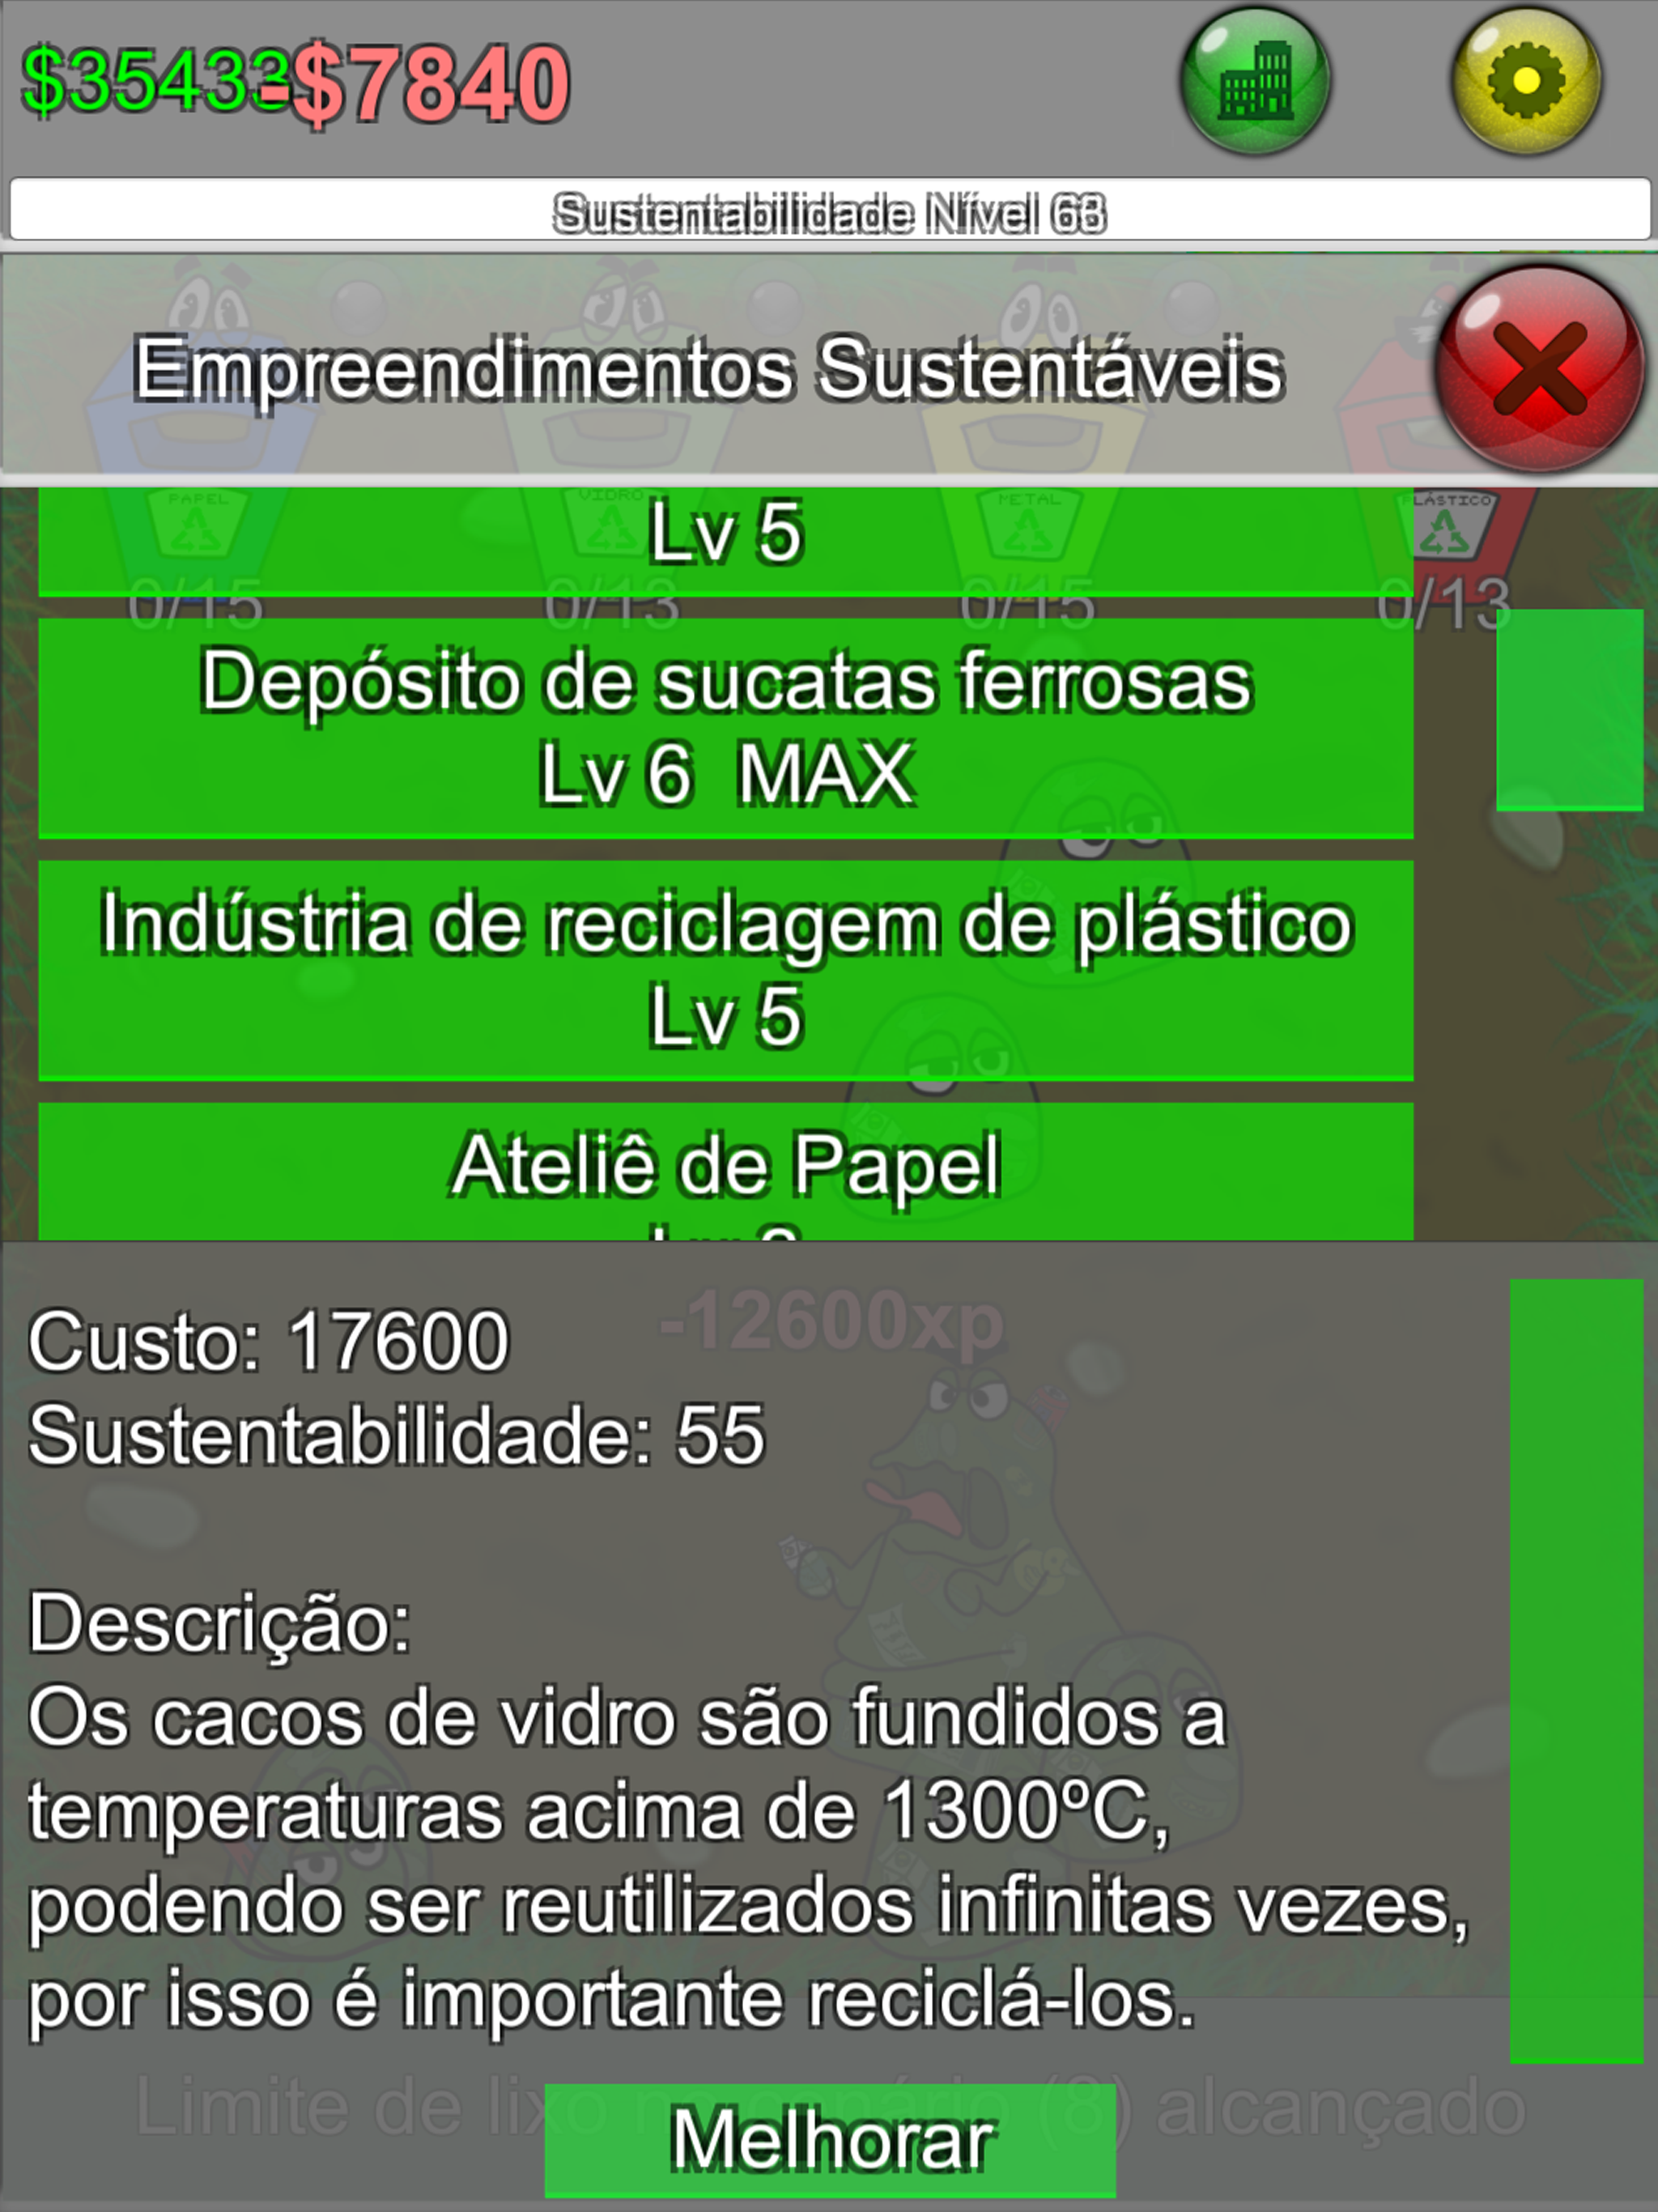 $35433
-$7840
Sustentabilidade Nível 63
Empreendimentos Sustentáveis
PAPEL
VIDRO
METAL
PLÁSTICO
Lv 5
0/15
0/13
0/15
0/13
Depósito de sucatas ferrosas
Lv 6 MAX
Indústria de reciclagem de plástico
Lv 5
Ateliê de Papel
Custo: 17600
-12600xp
Sustentabilidade: 55
Descrição:
Os cacos de vidro são fundidos a
temperaturas acima de 1300ºC,
podendo ser reutilizados infinitas vezes,
por isso é importante reciclá-los.
Limite de lixo no cenário (8) alcançado
Melhorar